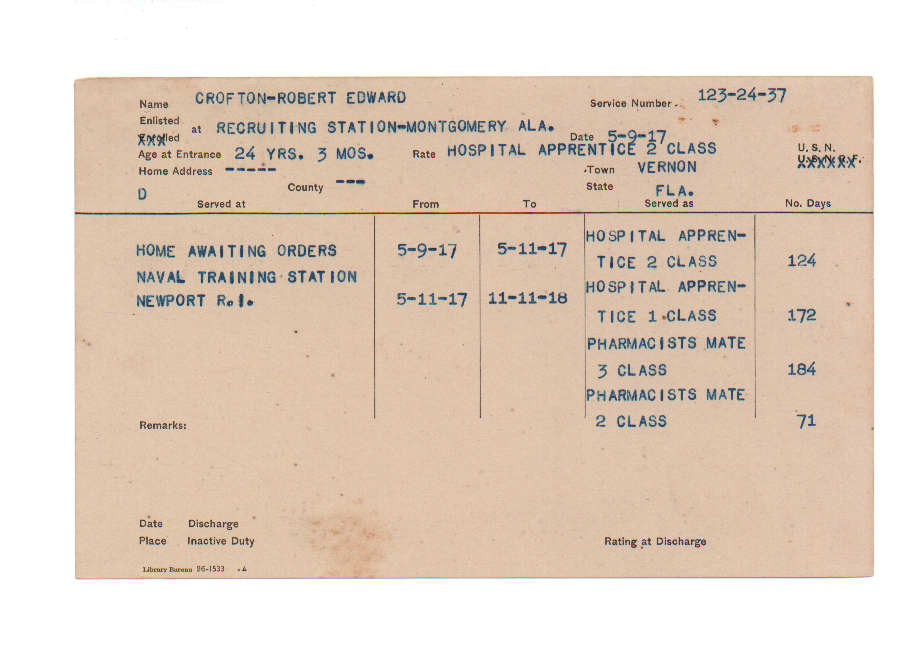 Name CROFTON-ROBERT EDWARD Service Number 123-24-37
Enlisted
Enrolled at RECRUITING STATION-MONTGOMERY ALA. Date 5-9-17
Age at Entrance 24 YRS. 3 MOS. Rate HOSPITAL APPRENTICE 2 CLASS U. S. N.
U. S. N. R. F.
Home Address ----- Town VERNON
D County --- State FLA.
Served at From To Served as No. Days
HOME AWAITING ORDERS 5-9-17 5-11-17 HOSPITAL APPREN-
TICE 2 CLASS 124
NAVAL TRAINING STATION
NEWPORT R.I. 5-11-17 11-11-18 HOSPITAL APPREN-
TICE 1 CLASS 172
PHARMACISTS MATE
3 CLASS 184
PHARMACISTS MATE
2 CLASS 71
Remarks:
Date Discharge
Place Inactive Duty Rating at Discharge
Library Bureau 26-1533